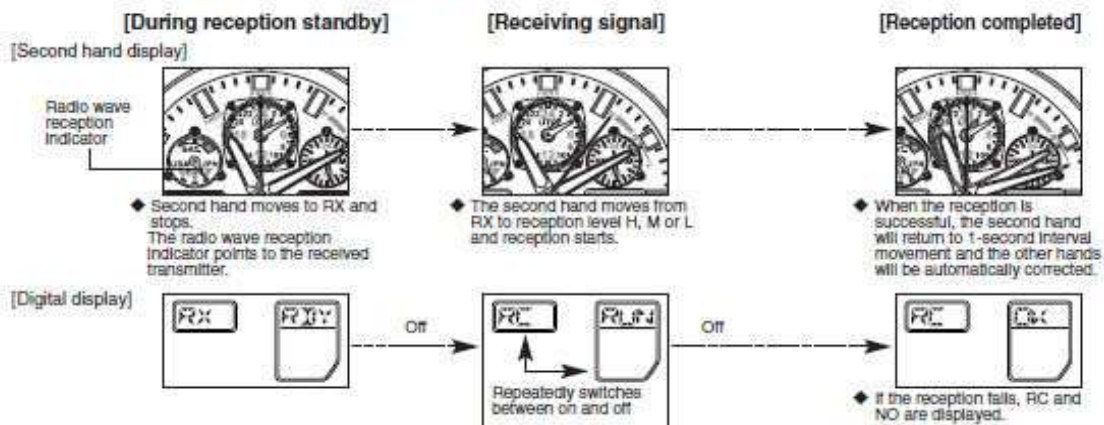 [During reception standby]
[Receiving signal]
[Reception completed]
[Second hand display]
Radio wave
reception
indicator
◆ Second hand moves to RX and
stops.
The radio wave reception
indicator points to the received
transmitter.
◆ The second hand moves from
RX to reception level H, M or L
and reception starts.
◆ When the reception is
successful, the second hand
will return to 1-second interval
movement and the other hands
will be automatically corrected.
[Digital display]
RX
RDY
Off
RC
RUN
Repeatedly switches
between on and off
Off
RC
OK
◆ If the reception fails, RC and
NO are displayed.